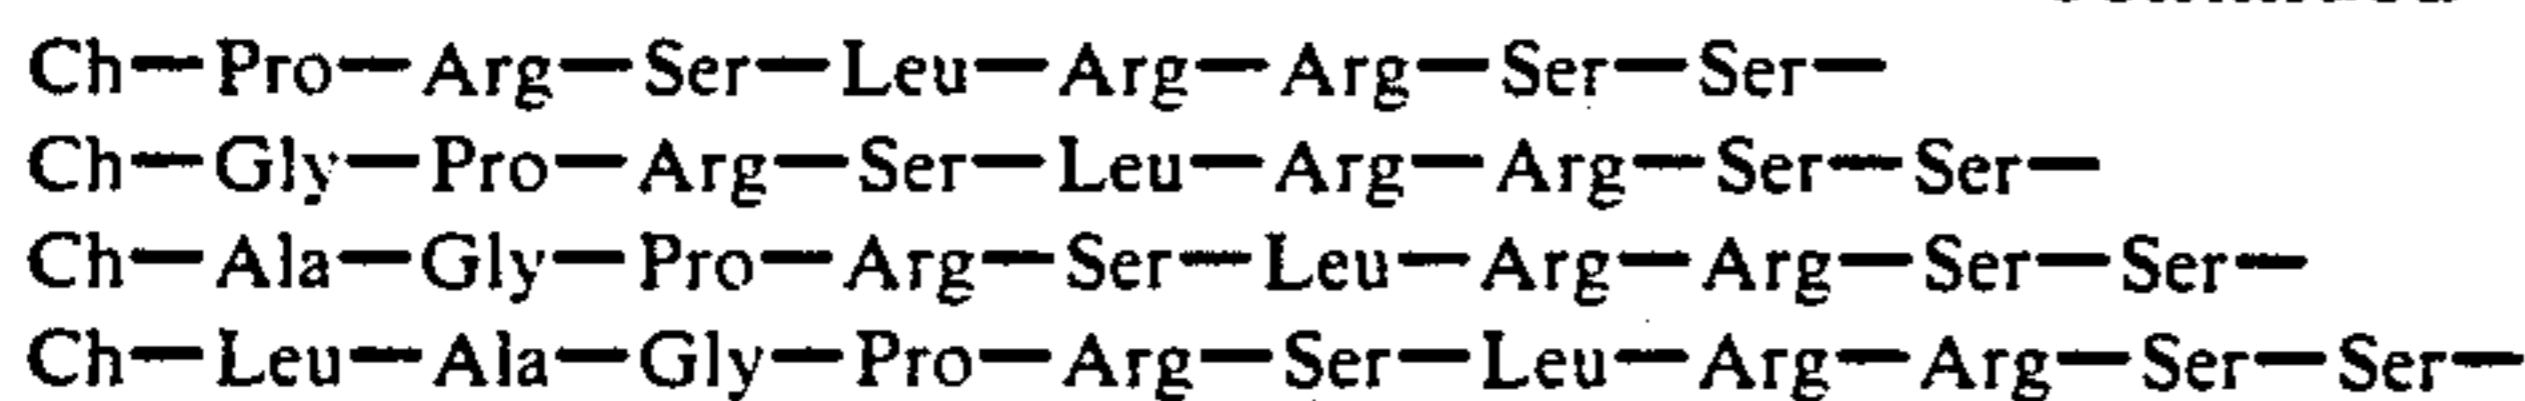 Ch—Pro—Arg—Ser—Leu—Arg—Arg—Ser—Ser—
Ch—Gly—Pro—Arg—Ser—Leu—Arg—Arg—Ser—Ser—
Ch—Ala—Gly—Pro—Arg—Ser—Leu—Arg—Arg—Ser—Ser—
Ch—Leu—Ala—Gly—Pro—Arg—Ser—Leu—Arg—Arg—Ser—Ser—